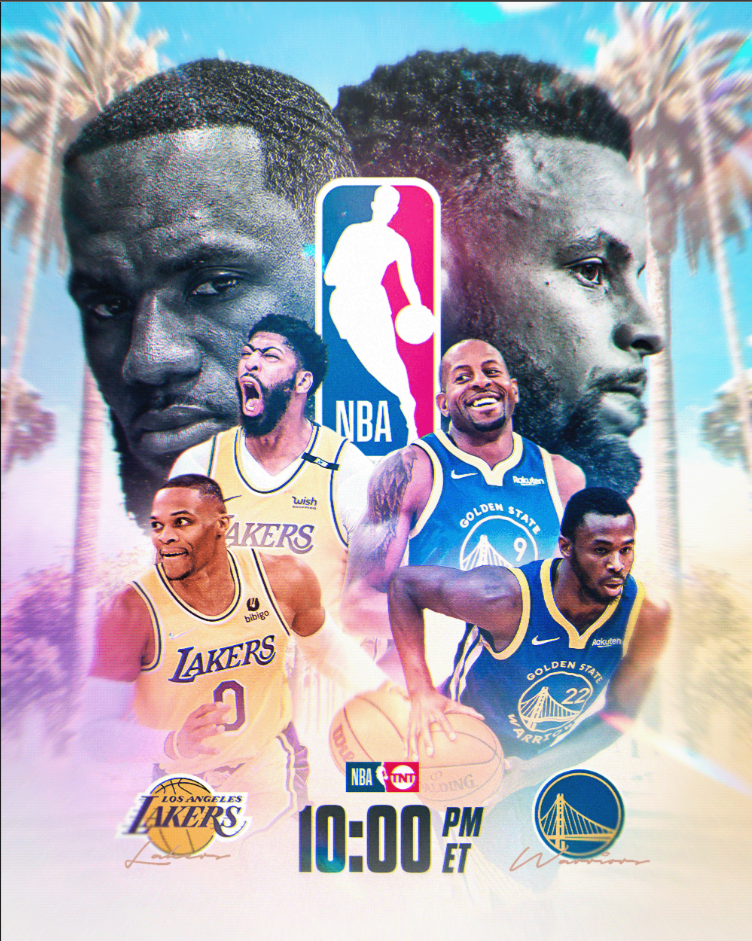 NBA
wish
LAKERS
Rakuten
GOLDEN STATE
9
bibigo
LAKERS
0
Rakuten
GOLDEN STATE
22
WARRIORS
NBA TNT
LOS ANGELES
LAKERS
Lakers
10:00 PM
ET
Warriors